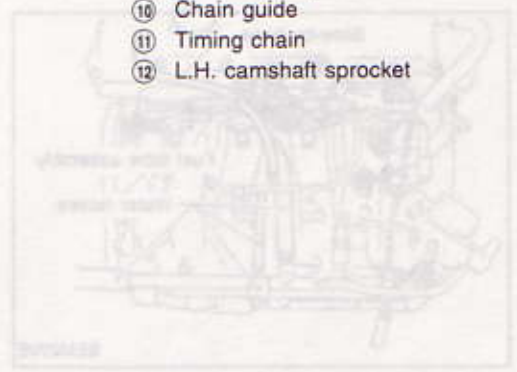 ⑩ Chain guide
⑪ Timing chain
⑫ L.H. camshaft sprocket